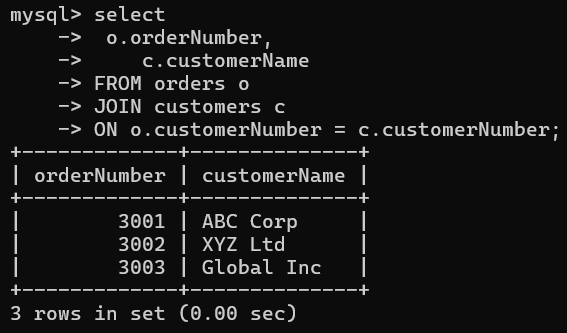 mysql> select
    ->  o.orderNumber,
    ->     c.customerName
    -> FROM orders o
    -> JOIN customers c
    -> ON o.customerNumber = c.customerNumber;
+-------------+--------------+
| orderNumber | customerName |
+-------------+--------------+
|        3001 | ABC Corp     |
|        3002 | XYZ Ltd      |
|        3003 | Global Inc   |
+-------------+--------------+
3 rows in set (0.00 sec)